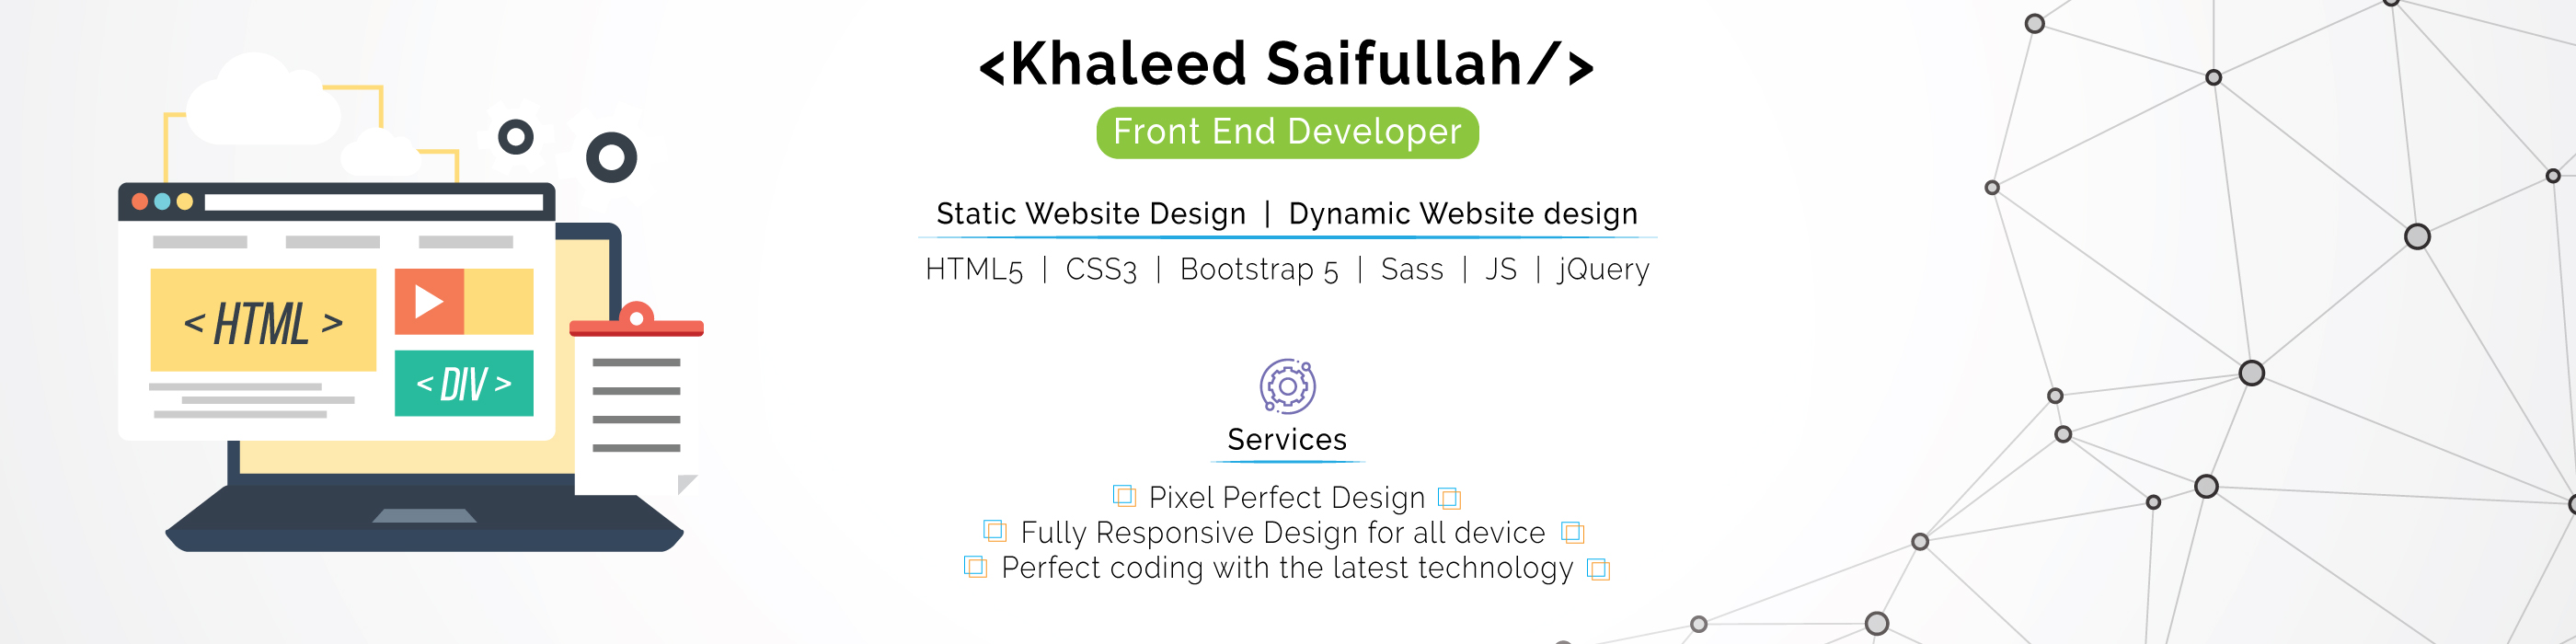 <Khaleed Saifullah/>
Front End Developer
Static Website Design | Dynamic Website design
HTML5 | CSS3 | Bootstrap 5 | Sass | JS | jQuery
< HTML >
< DIV >
Services
Pixel Perfect Design
Fully Responsive Design for all device
Perfect coding with the latest technology